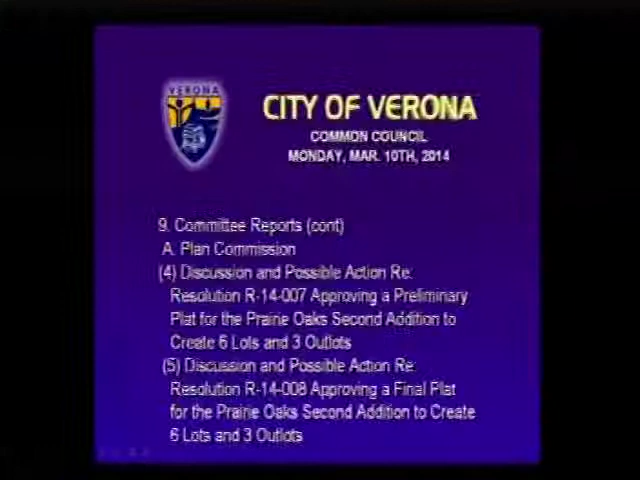 VERONA
CITY OF VERONA
COMMON COUNCIL
MONDAY, MAR. 10TH, 2014
9. Committee Reports (cont)
A. Plan Commission
(4) Discussion and Possible Action Re:
Resolution R-14-007 Approving a Preliminary
Plat for the Prairie Oaks Second Addition to
Create 6 Lots and 3 Outlots
(5) Discussion and Possible Action Re:
Resolution R-14-008 Approving a Final Plat
for the Prairie Oaks Second Addition to Create
6 Lots and 3 Outlots